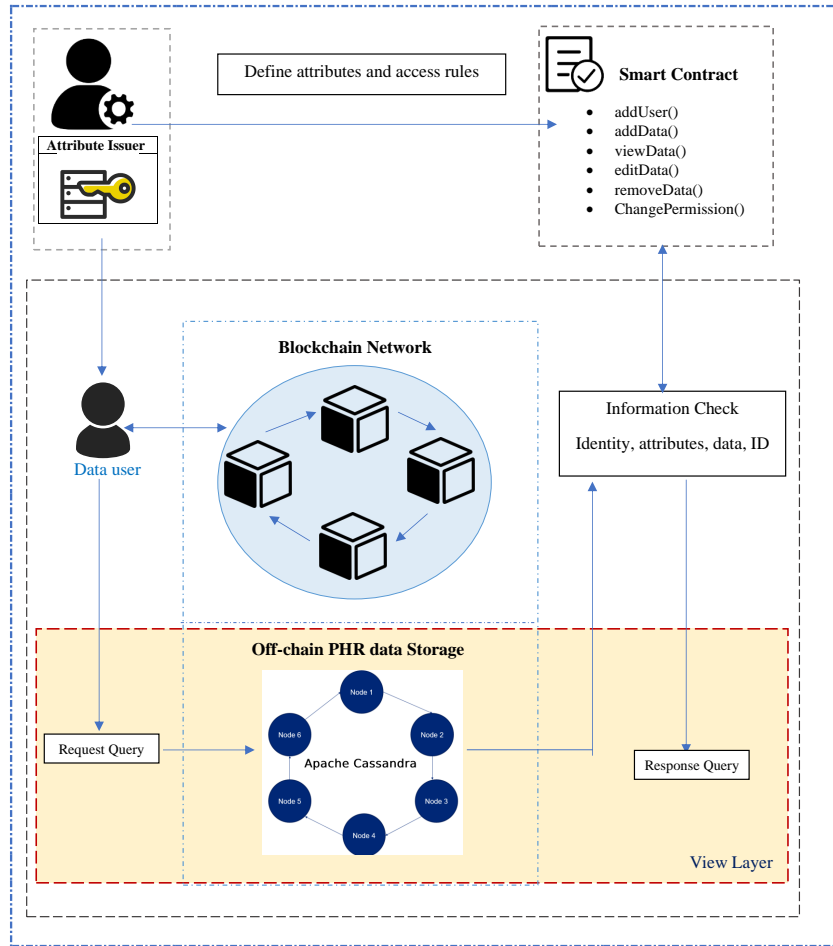 Define attributes and access rules
Attribute Issuer
Smart Contract
• addUser()
• addData()
• viewData()
• editData()
• removeData()
• ChangePermission()
Blockchain Network
Data user
Information Check
Identity, attributes, data, ID
Off-chain PHR data Storage
Request Query
Node 1
Node 2
Node 3
Node 4
Node 5
Node 6
Apache Cassandra
Response Query
View Layer